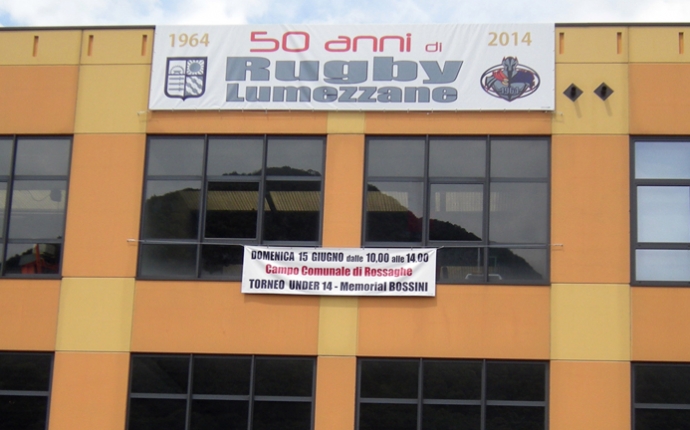 1964 50 anni di 2014
Rugby
Lumezzane
DOMENICA 15 GIUGNO dalle 10,00 alle 14,00
Campo Comunale di Rossaghe
TORNEO UNDER 14 - Memorial BOSSINI